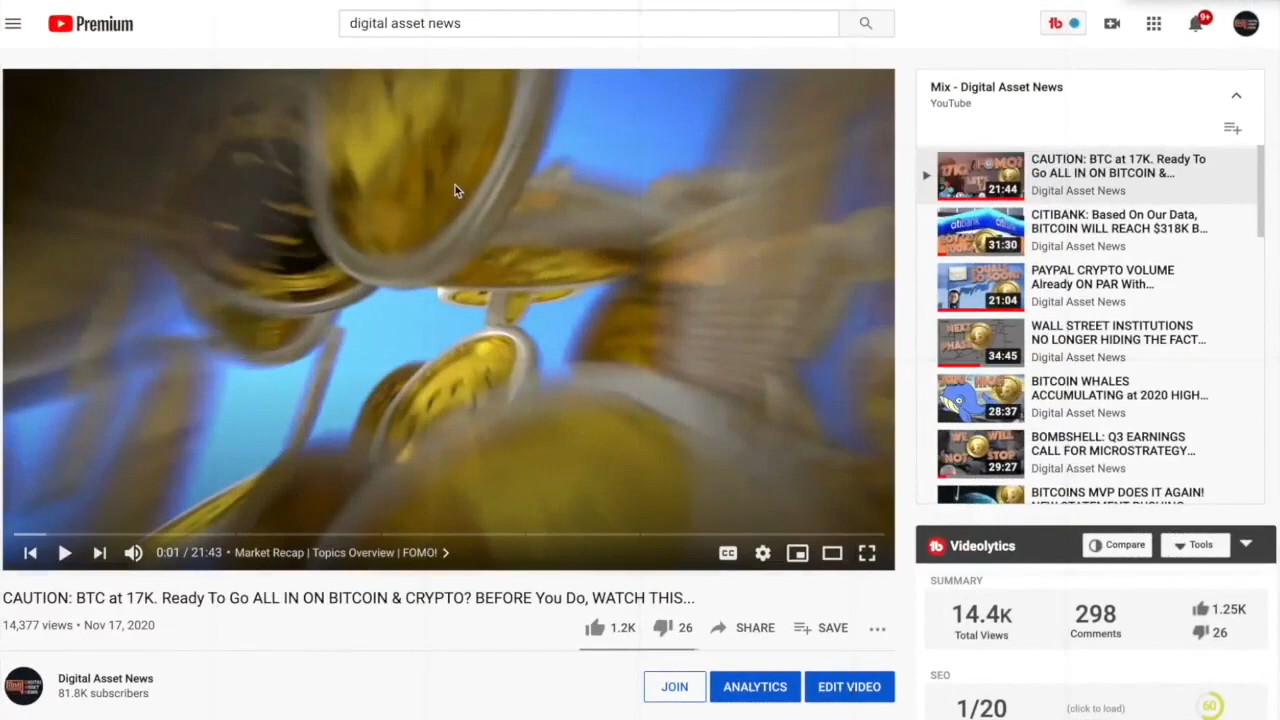 Premium
digital asset news
9+
Mix - Digital Asset News
YouTube
CAUTION: BTC at 17K. Ready To
Go ALL IN ON BITCOIN &...
Digital Asset News
21:44
CITIBANK: Based On Our Data,
BITCOIN WILL REACH $318K B...
Digital Asset News
31:30
PAYPAL CRYPTO VOLUME
Already ON PAR With...
Digital Asset News
21:04
WALL STREET INSTITUTIONS
NO LONGER HIDING THE FACT...
Digital Asset News
34:45
BITCOIN WHALES
ACCUMULATING at 2020 HIGH...
Digital Asset News
28:37
BOMBSHELL: Q3 EARNINGS
CALL FOR MICROSTRATEGY...
Digital Asset News
29:27
BITCOINS MVP DOES IT AGAIN!
0:01 / 21:43 • Market Recap | Topics Overview | FOMO!
CC
CAUTION: BTC at 17K. Ready To Go ALL IN ON BITCOIN & CRYPTO? BEFORE You Do, WATCH THIS...
14,377 views • Nov 17, 2020
1.2K 26 SHARE SAVE
Digital Asset News
81.8K subscribers
JOIN ANALYTICS EDIT VIDEO
Videolytics Compare Tools
SUMMARY
14.4K 298 1.25K
Total Views Comments 26
SEO
1/20 (click to load) 60